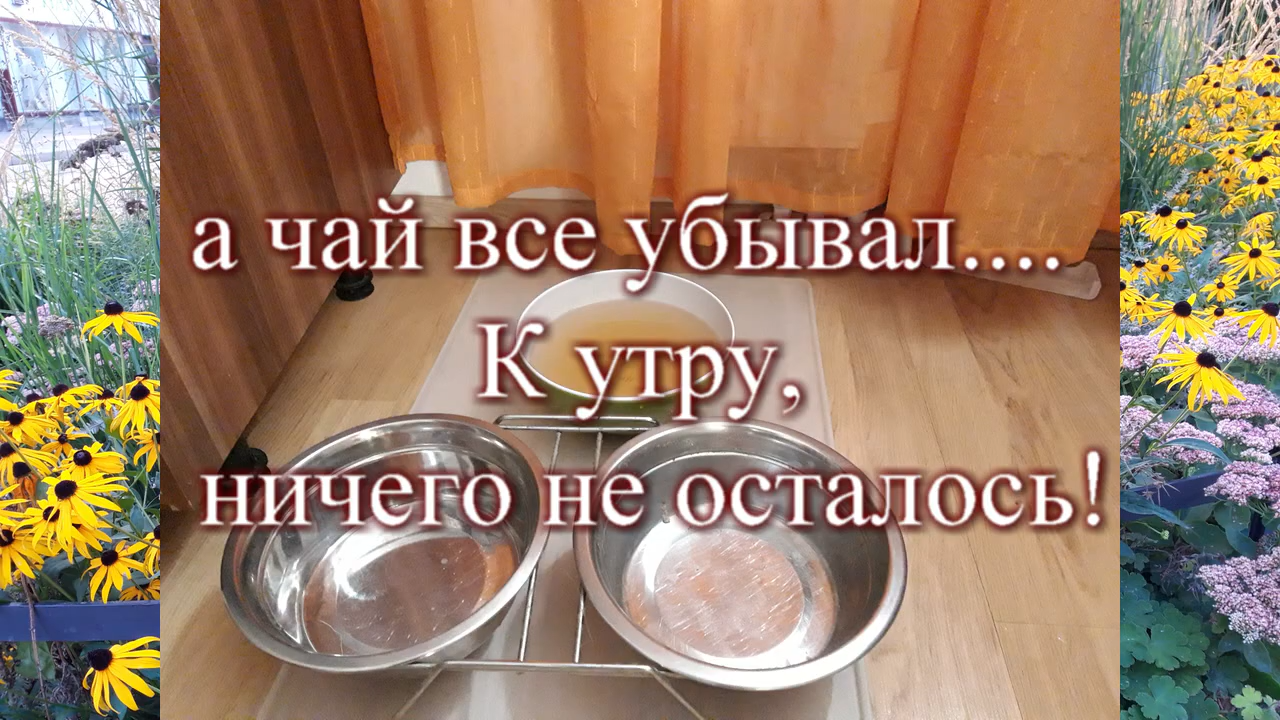 а чай все убывал....
К утру,
ничего не осталось!